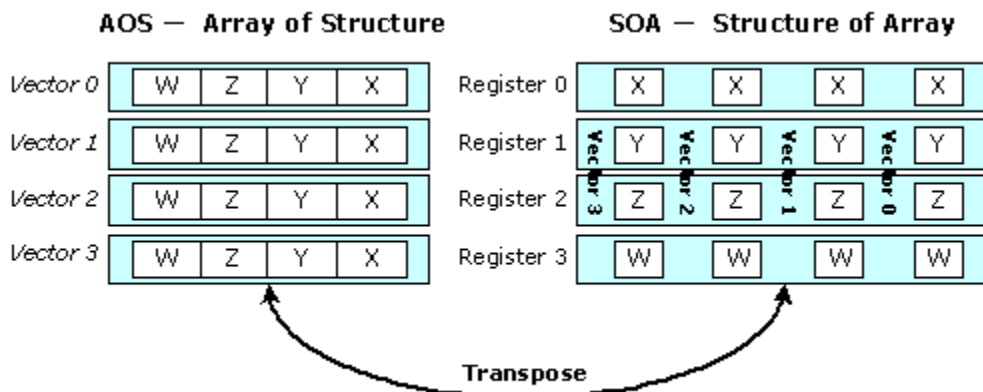 AOS — Array of Structure
SOA — Structure of Array
Vector 0 W Z Y X
Register 0 X X X X
Vector 1 W Z Y X
Register 1 Y Y Y Y
Vector 2 W Z Y X
Register 2 Z Z Z Z
Vector 3 W Z Y X
Register 3 W W W W
Vector 3
Vector 2
Vector 1
Vector 0
Transpose